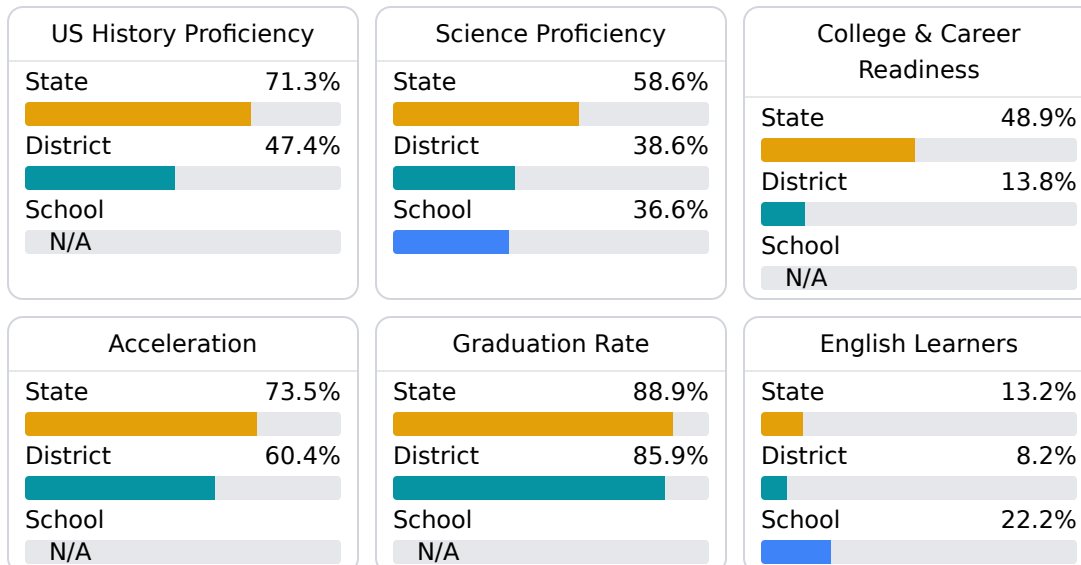 US History Proficiency
State 71.3%
District 47.4%
School
N/A
Science Proficiency
State 58.6%
District 38.6%
School 36.6%
College & Career
Readiness
State 48.9%
District 13.8%
School
N/A
Acceleration
State 73.5%
District 60.4%
School
N/A
Graduation Rate
State 88.9%
District 85.9%
School
N/A
English Learners
State 13.2%
District 8.2%
School 22.2%